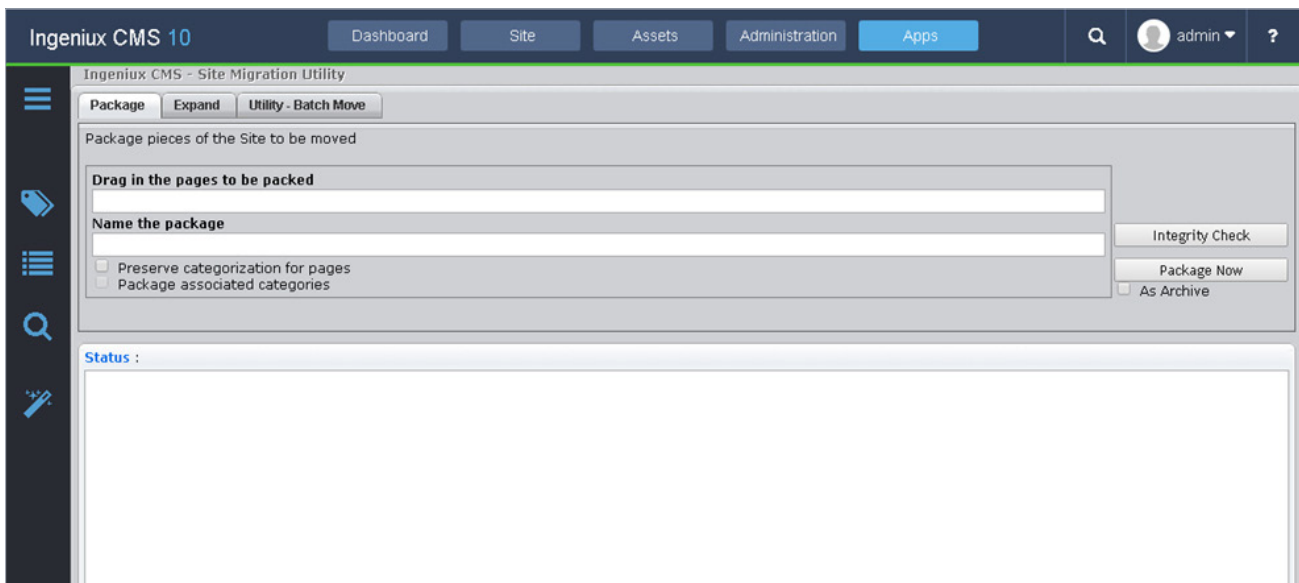 Ingeniux CMS 10 Dashboard Site Assets Administration Apps admin ?
Ingeniux CMS - Site Migration Utility
Package Expand Utility - Batch Move
Package pieces of the Site to be moved
Drag in the pages to be packed
Name the package
Integrity Check
Preserve categorization for pages
Package Now
Package associated categories
As Archive
Status :